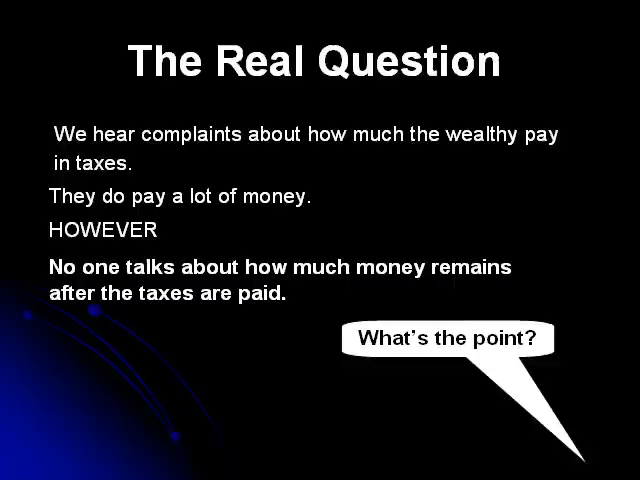 The Real Question
We hear complaints about how much the wealthy pay
in taxes.
They do pay a lot of money.
HOWEVER
No one talks about how much money remains
after the taxes are paid.
What's the point?